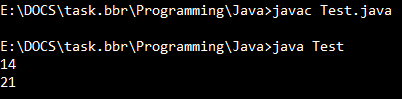 E:\DOCS\task.bbr\Programming\Java>javac Test.java
E:\DOCS\task.bbr\Programming\Java>java Test
14
21